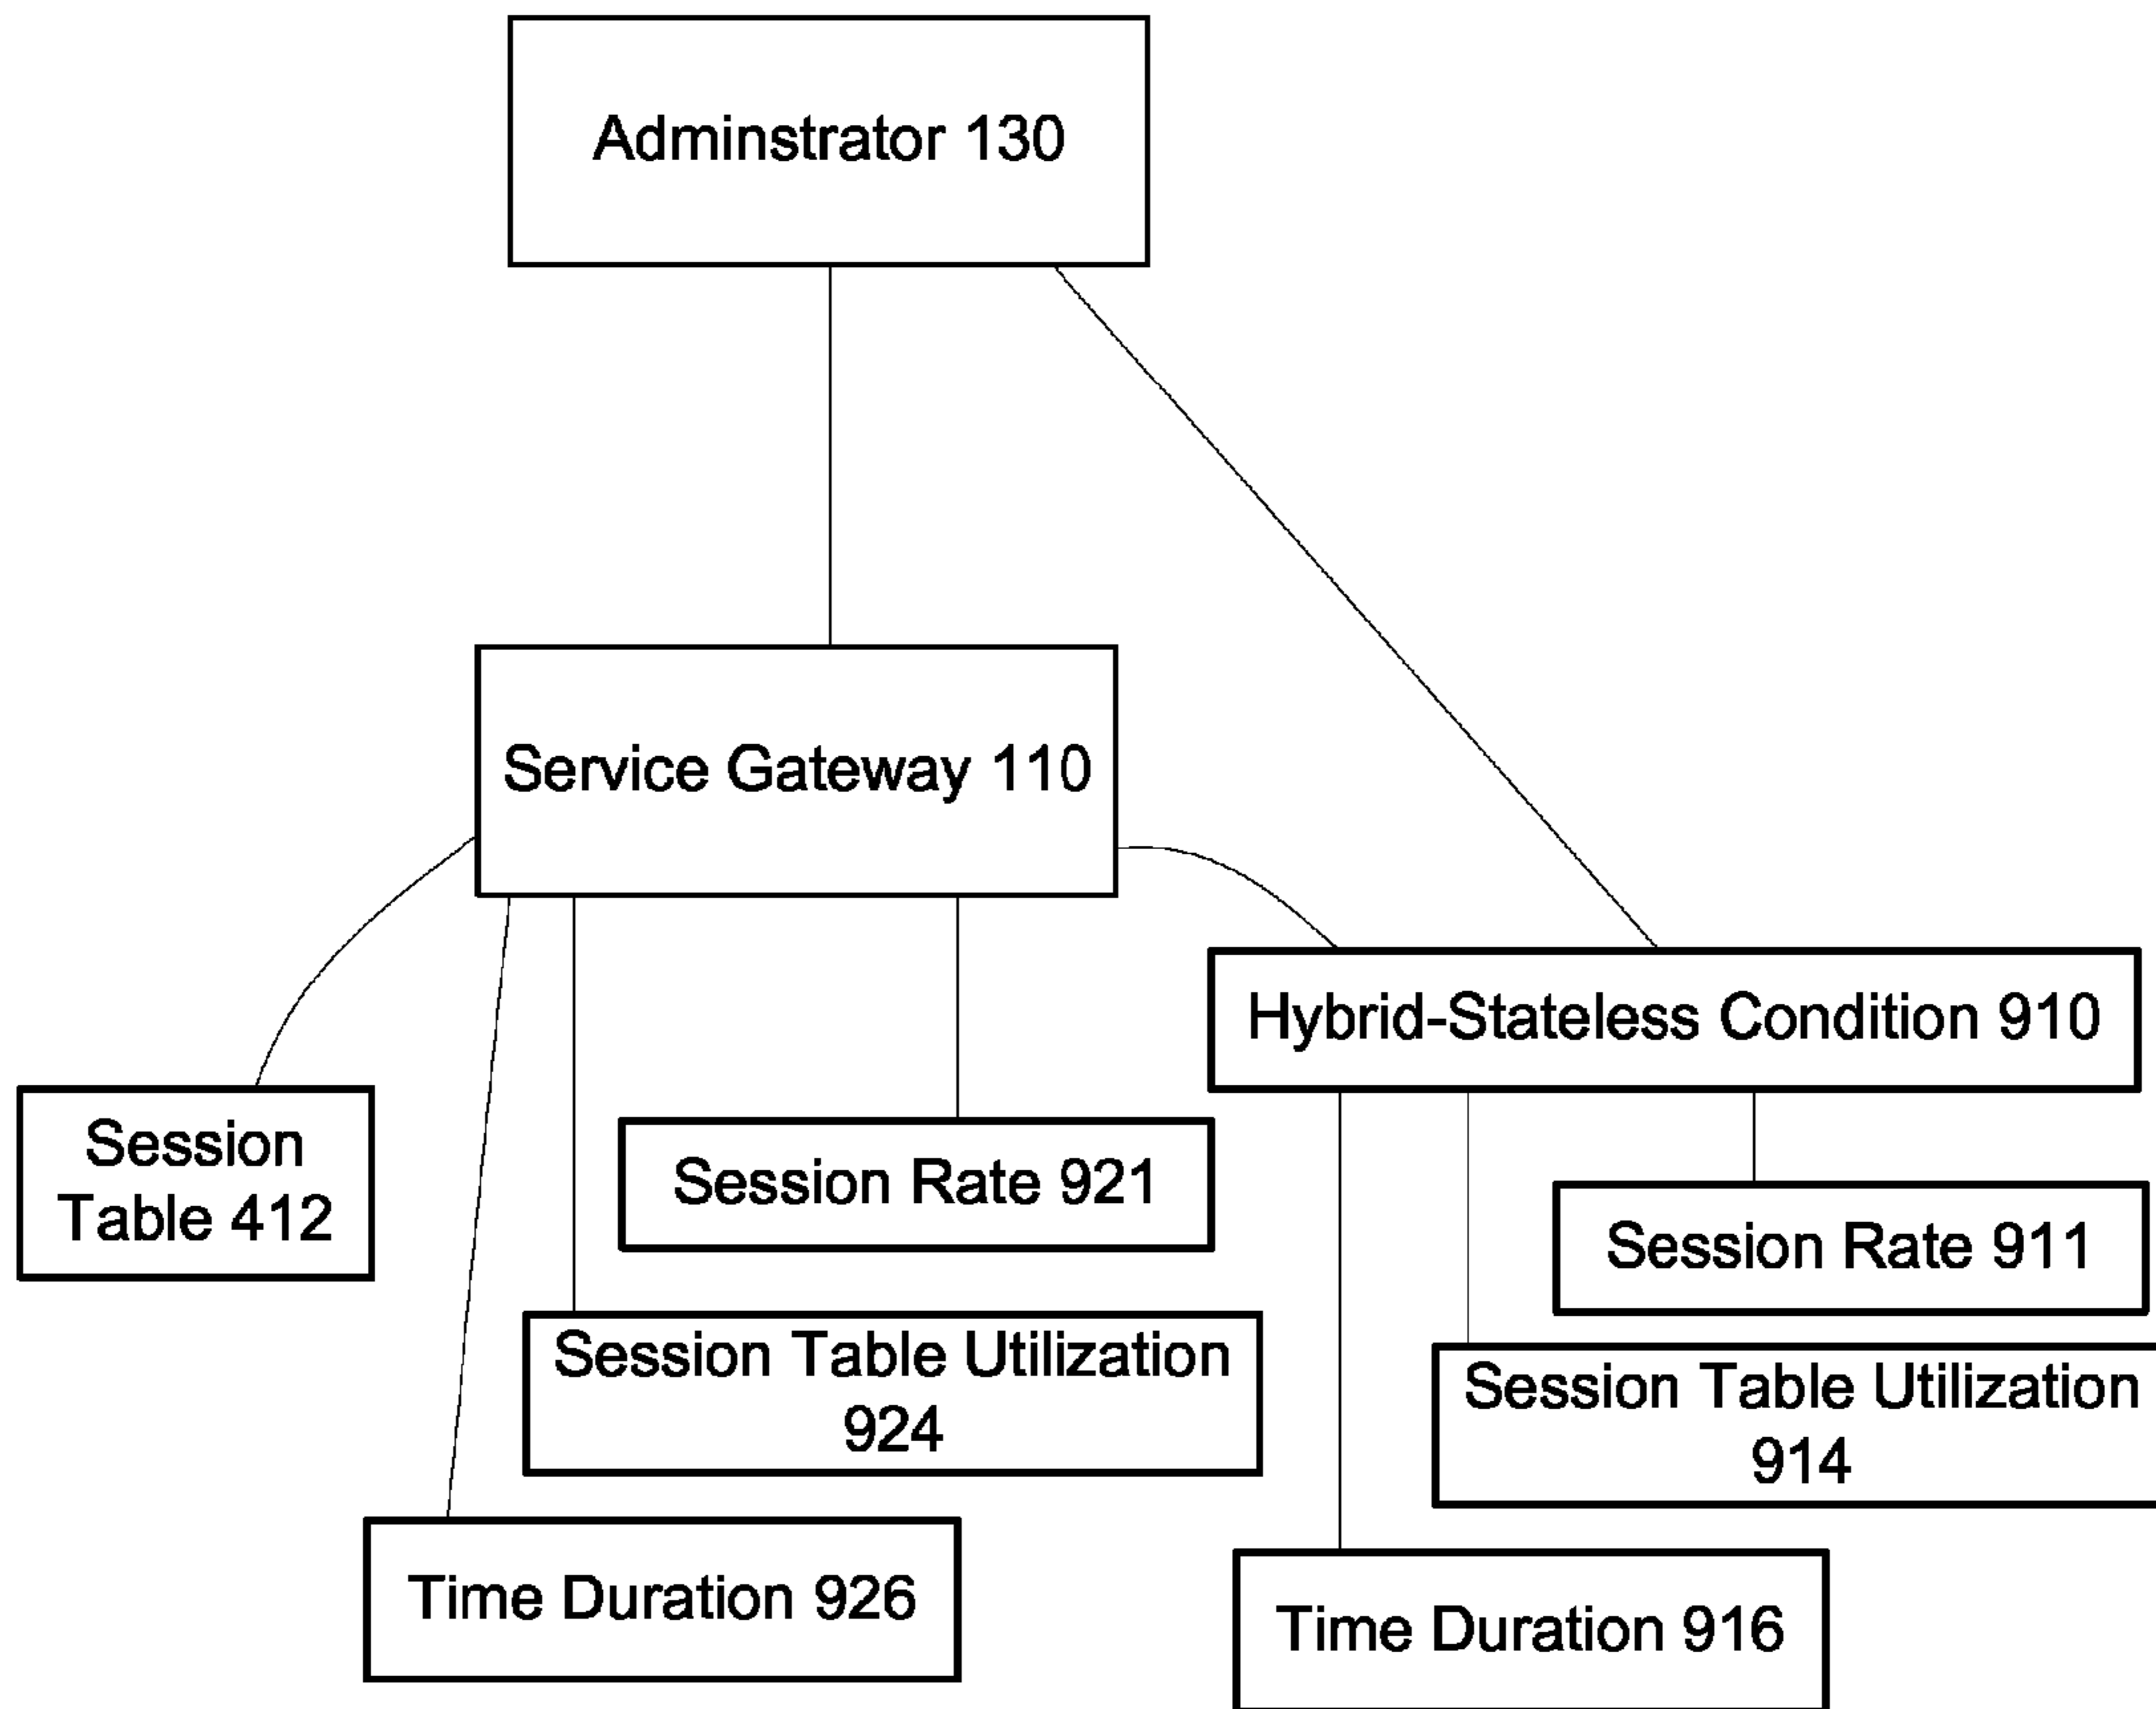 Adminstrator 130
Service Gateway 110
Hybrid-Stateless Condition 910
Session
Table 412
Session Rate 921
Session Rate 911
Session Table Utilization
924
Session Table Utilization
914
Time Duration 926
Time Duration 916